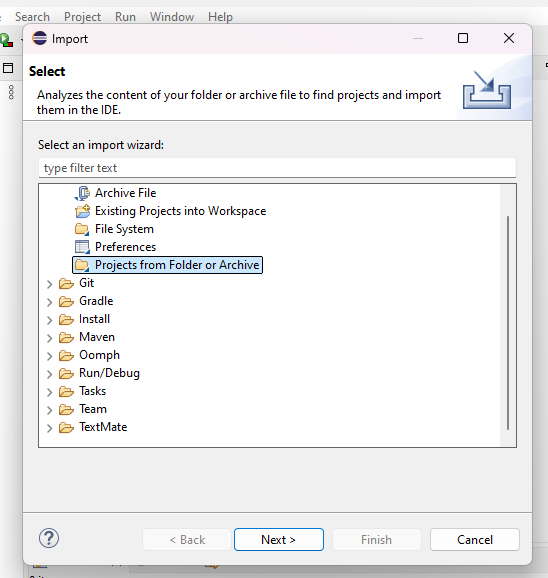 Search Project Run Window Help
Import
Select
Analyzes the content of your folder or archive file to find projects and import
them in the IDE.
Select an import wizard:
type filter text
Archive File
Existing Projects into Workspace
File System
Preferences
Projects from Folder or Archive
Git
Gradle
Install
Maven
Oomph
Run/Debug
Tasks
Team
TextMate
?
< Back Next > Finish Cancel